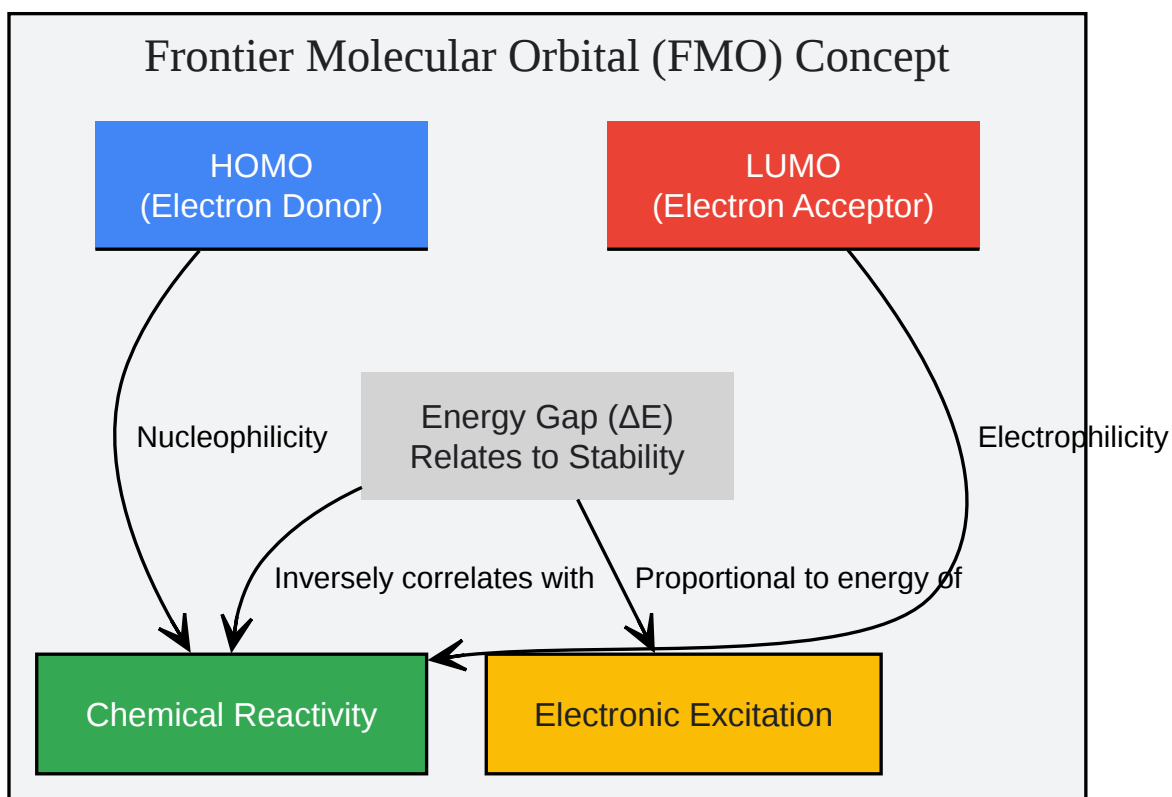 Frontier Molecular Orbital (FMO) Concept
HOMO
(Electron Donor)
LUMO
(Electron Acceptor)
Energy Gap (ΔE)
Relates to Stability
Nucleophilicity
Electrophilicity
Inversely correlates with
Proportional to energy of
Chemical Reactivity
Electronic Excitation